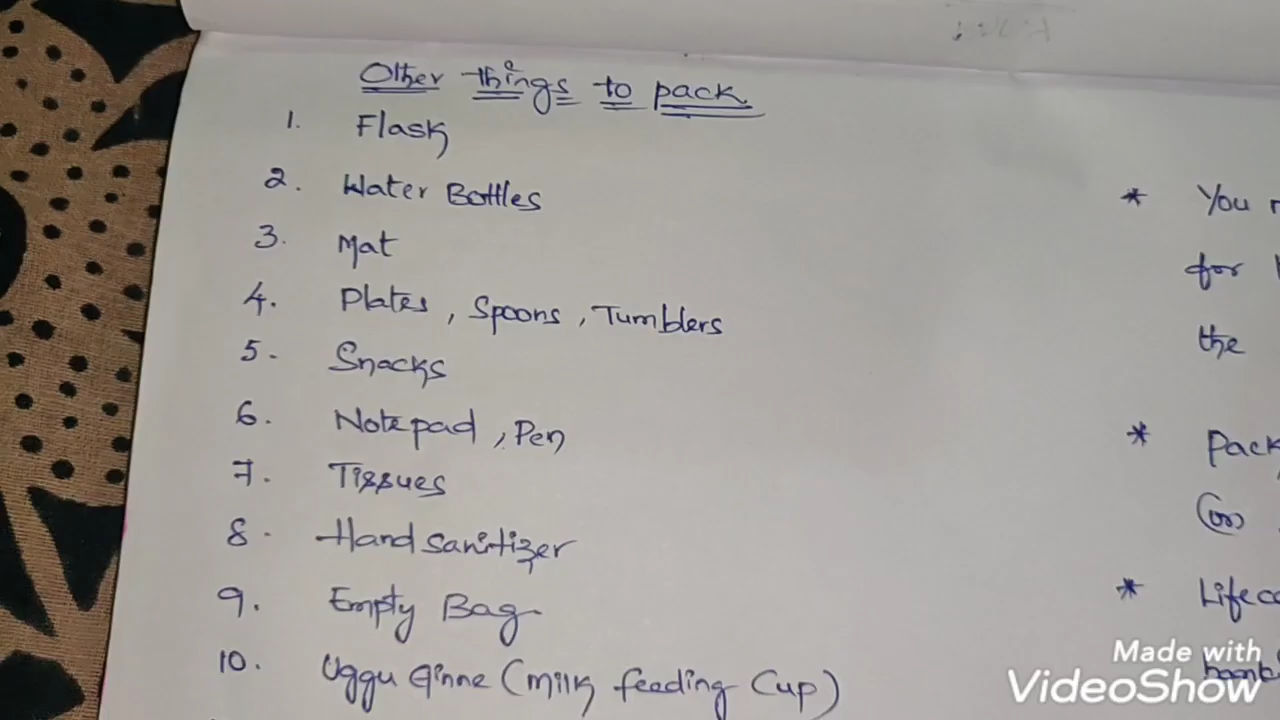 Other things to pack
1. Flask
2. Water Bottles
3. Mat
4. Plates, Spoons, Tumblers
5. Snacks
6. Notepad, Pen
7. Tissues
8. Hand sanitizer
9. Empty Bag
10. Uggu Ginne (Milk feeding Cup)
* You
for
the
* Pack
(or)
*
Made with
VideoShow